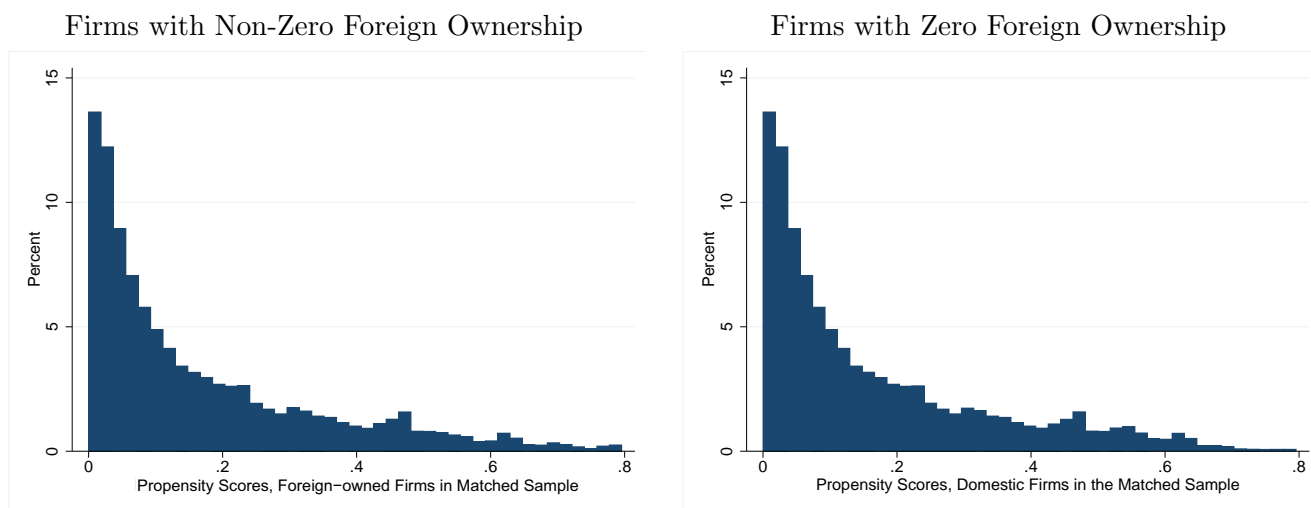 Firms with Non-Zero Foreign Ownership
15
10
5
0
Percent
0 .2 .4 .6 .8
Propensity Scores, Foreign−owned Firms in Matched Sample
Firms with Zero Foreign Ownership
15
10
5
0
Percent
0 .2 .4 .6 .8
Propensity Scores, Domestic Firms in the Matched Sample